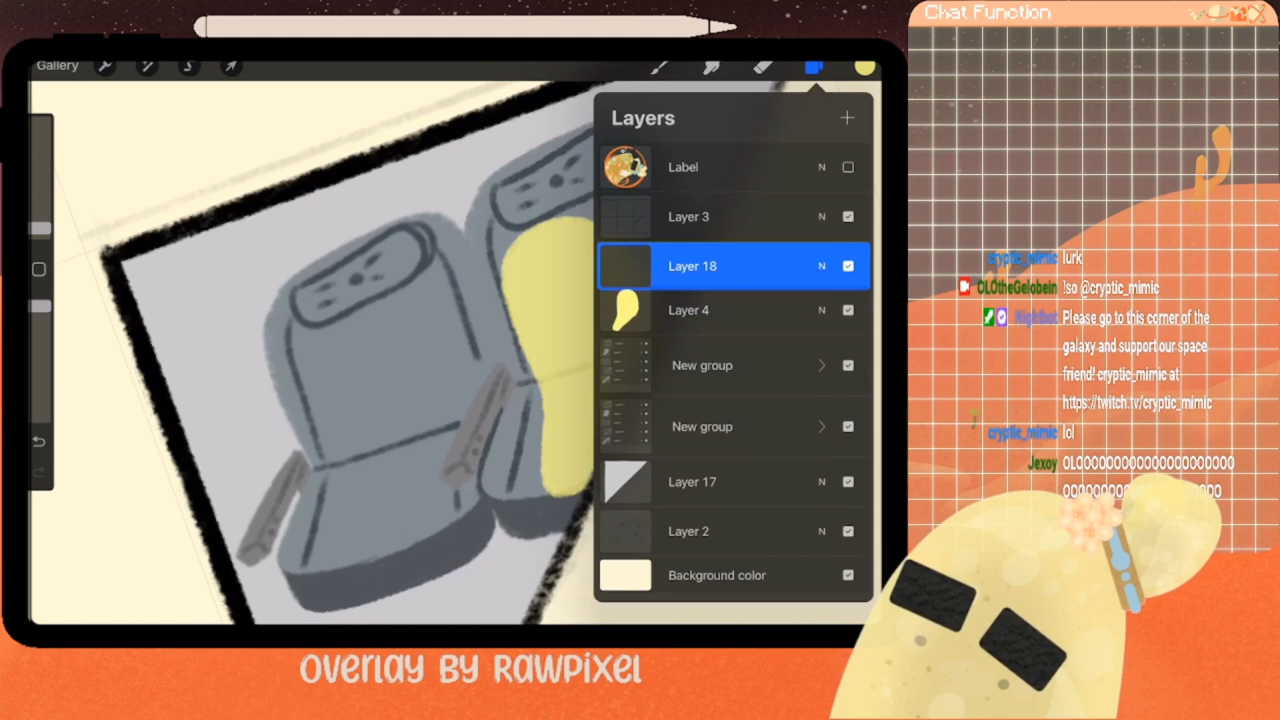 Chat Function
Gallery
Layers
Label N
Layer 3 N
Layer 18 N
Layer 4 N
New group
New group
Layer 17 N
Layer 2 N
Background color
cryptic_mimic lurk
OLOtheGelobein !so @cryptic_mimic
Nightbot Please go to this corner of the
galaxy and support our space
friend! cryptic_mimic at
https://twitch.tv/cryptic_mimic
cryptic_mimic lol
Overlay by Rawpixel